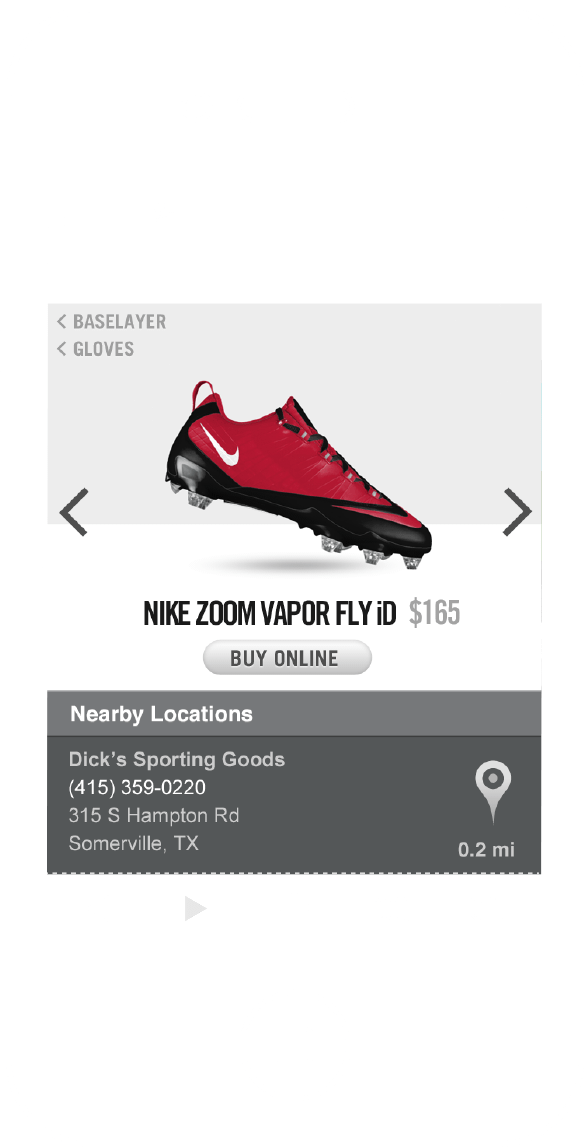 < BASELAYER
< GLOVES
NIKE ZOOM VAPOR FLY iD $165
BUY ONLINE
Nearby Locations
Dick’s Sporting Goods
(415) 359-0220
315 S Hampton Rd
Somerville, TX
0.2 mi